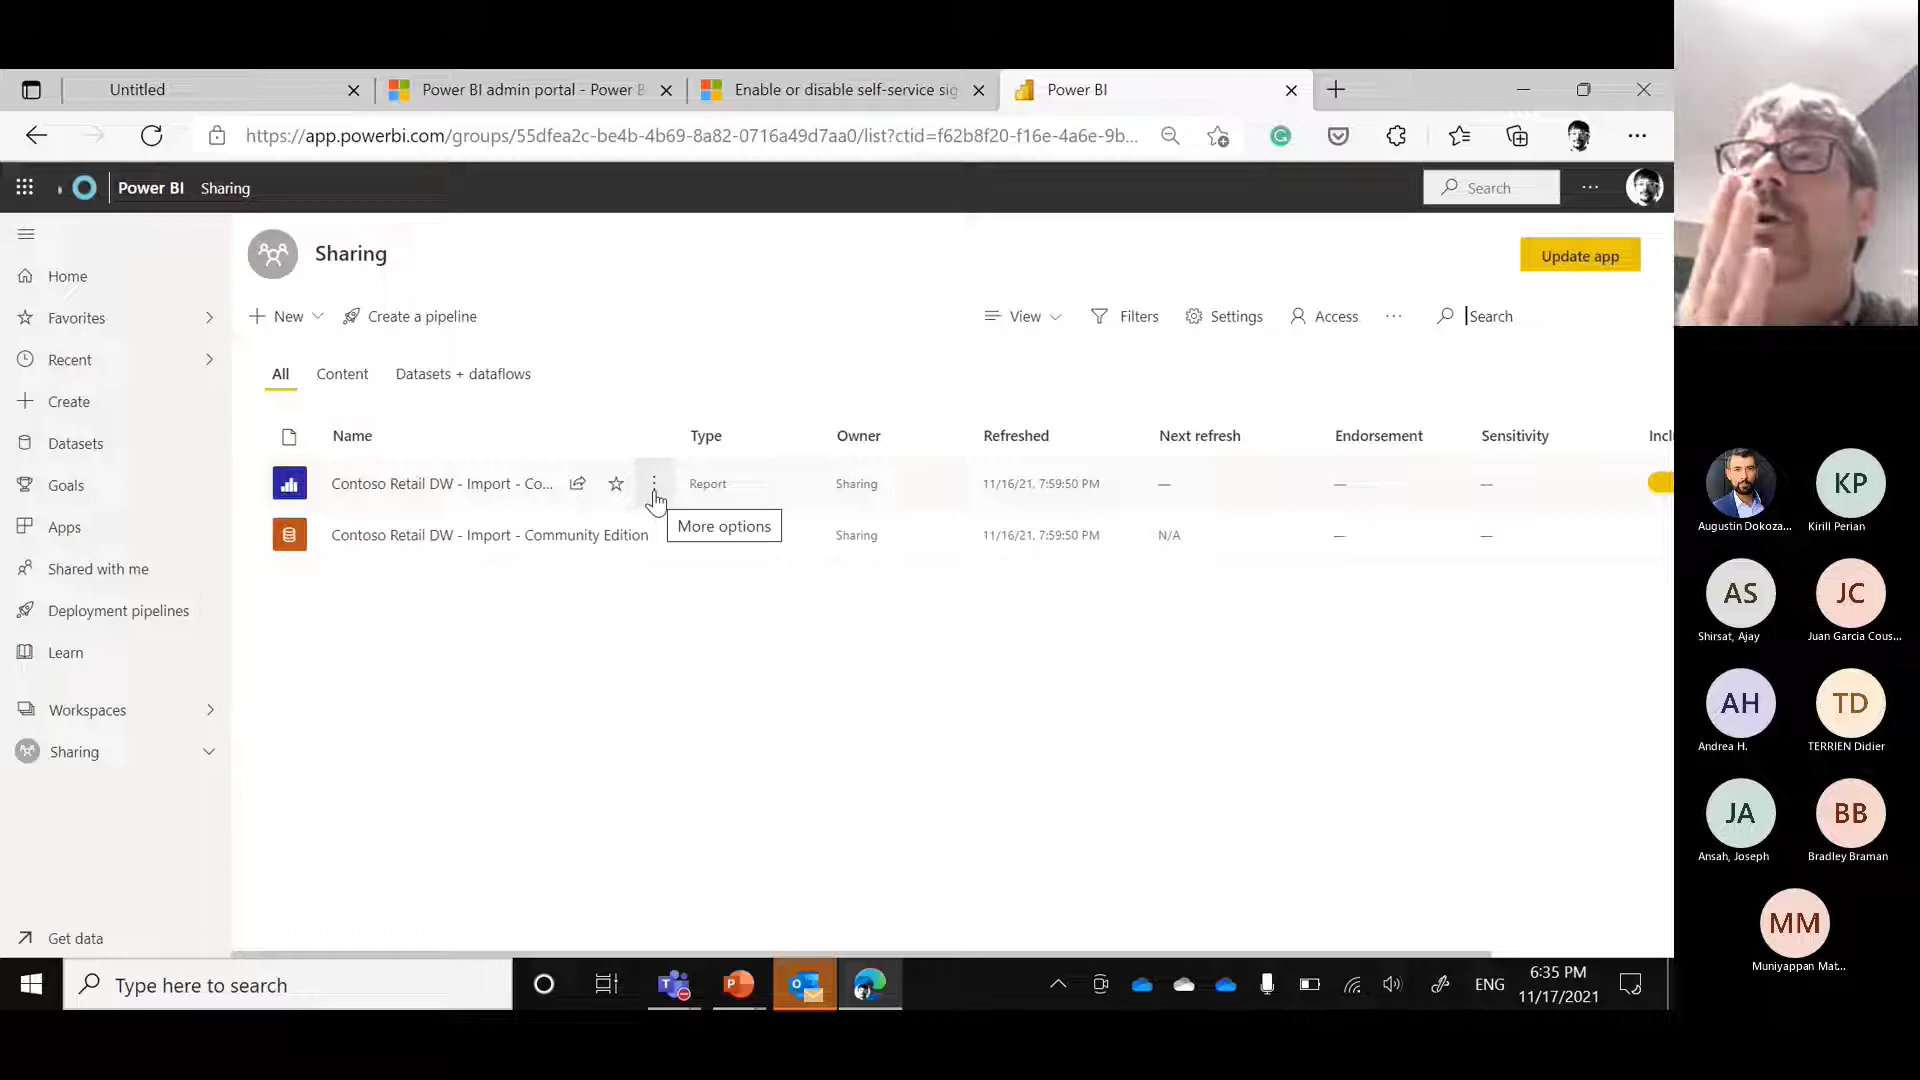 Untitled
Power BI admin portal - Power B
Enable or disable self-service sig
Power BI
https://app.powerbi.com/groups/55dfea2c-be4b-4b69-8a82-0716a49d7aa0/list?ctid=f62b8f20-f16e-4a6e-9b...
Power BI Sharing
Search
Sharing
Update app
New
Create a pipeline
View
Filters
Settings
Access
Search
All
Content
Datasets + dataflows
Name
Type
Owner
Refreshed
Next refresh
Endorsement
Sensitivity
Incl
Contoso Retail DW - Import - Co...
Report
Sharing
11/16/21, 7:59:50 PM
—
—
—
More options
Contoso Retail DW - Import - Community Edition
Sharing
11/16/21, 7:59:50 PM
N/A
—
—
Home
Favorites
Recent
Create
Datasets
Goals
Apps
Shared with me
Deployment pipelines
Learn
Workspaces
Sharing
Get data
Augustin Dokoza...
KP
Kirill Perian
AS
Shirsat, Ajay
JC
Juan Garcia Cous...
AH
Andrea H.
TD
TERRIEN Didier
JA
Ansah, Joseph
BB
Bradley Braman
MM
Muniyappan Mat...
Type here to search
ENG
6:35 PM
11/17/2021